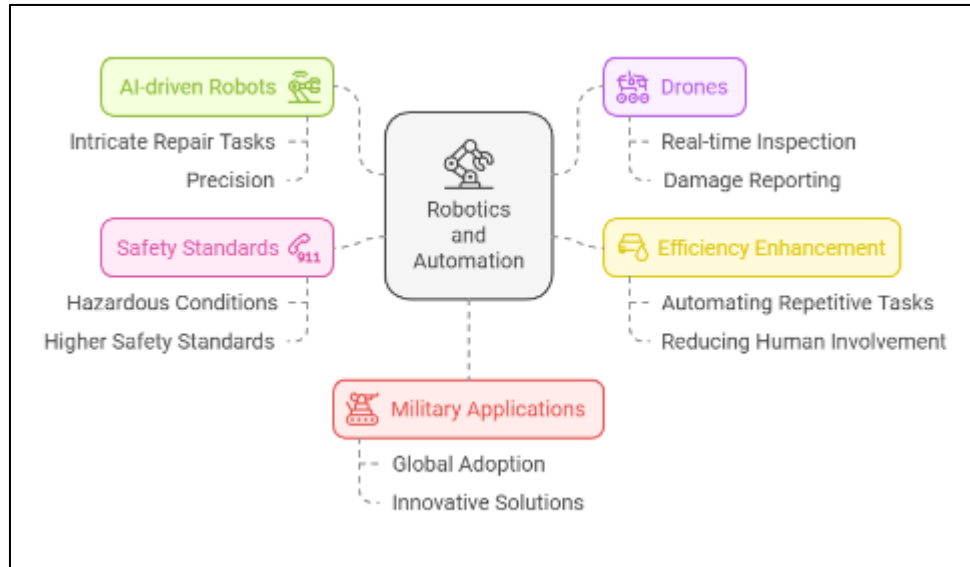 AI-driven Robots
Intricate Repair Tasks
Precision
Safety Standards
911
Hazardous Conditions
Higher Safety Standards
Robotics
and
Automation
Drones
Real-time Inspection
Damage Reporting
Efficiency Enhancement
Automating Repetitive Tasks
Reducing Human Involvement
Military Applications
Global Adoption
Innovative Solutions